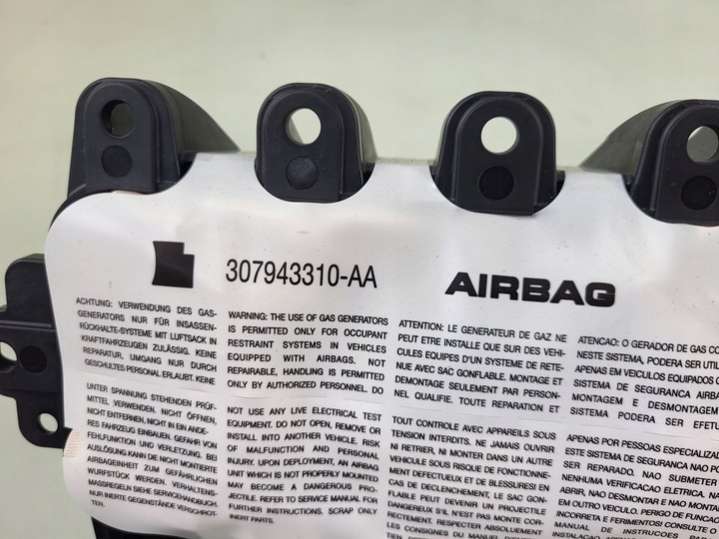 307943310-AA
AIRBAG
ACHTUNG: VERWENDUNG DES GAS-
GENERATORS NUR FÜR INSASSEN-
RÜCKHALTE-SYSTEME MIT LUFTSACK IN
KRAFTFAHRZEUGEN ZULÄSSIG. KEINE
REPARATUR, UMGANG NUR DURCH
GESCHULTES PERSONAL ERLAUBT. KEINE
UNTER SPANNUNG STEHENDEN PRÜF-
MITTEL VERWENDEN. NICHT ÖFFNEN,
NICHT ENTFERNEN, NICHT IN EIN ANDE-
RES FAHRZEUG EINBAUEN. GEFAHR VON
FEHLFUNKTION UND VERLETZUNG. BEI
AUSLÖSUNG KANN DIE NICHT MONTIERTE
AIRBAGEINHEIT ZUM GEFÄHRLICHEN
WURFSTÜCK WERDEN. VERHALTENS-
MASSREGELN SIEHE SERVICEHANDBUCH.
NUR INERTE GEGENSTÄNDE VERSCHROT-
TEN.
WARNING: THE USE OF GAS GENERATORS
IS PERMITTED ONLY FOR OCCUPANT
RESTRAINT SYSTEMS IN VEHICLES
EQUIPPED WITH AIRBAGS. NOT
REPAIRABLE, HANDLING IS PERMITTED
ONLY BY AUTHORIZED PERSONNEL. DO
NOT USE ANY LIVE ELECTRICAL TEST
EQUIPMENT. DO NOT OPEN, REMOVE OR
INSTALL INTO ANOTHER VEHICLE. RISK
OF MALFUNCTION AND PERSONAL
INJURY. UPON DEPLOYMENT, AN AIRBAG
UNIT WHICH IS NOT PROPERLY MOUNTED
MAY BECOME A DANGEROUS PRO-
JECTILE. REFER TO SERVICE MANUAL FOR
FURTHER INSTRUCTIONS. SCRAP ONLY
INERT PARTS.
ATTENTION: LE GENERATEUR DE GAZ NE
PEUT ETRE INSTALLE QUE SUR DES VEHI-
CULES EQUIPES D'UN SYSTEME DE RETE-
NUE AVEC SAC GONFLABLE. MONTAGE ET
DEMONTAGE SEULEMENT PAR PERSON-
NEL QUALIFIE. TOUTE REPARATION ET
TOUT CONTROLE AVEC APPAREILS SOUS
TENSION INTERDITS. NE JAMAIS OUVRIR
NI RETRIER, NI MONTER DANS UN AUTRE
VEHICULE SOUS RISQUE DE FONCTIONNE-
MENT DEFECTUEUX ET DE BLESSURES! EN
CAS DE DECLENCHEMENT, LE SAC GON-
FLABLE PEUT DEVENIR UN PROJECTILE
DANGEREUX S'IL N'EST PAS MONTE COR-
RECTEMENT. RESPECTER ABSOLUMENT
LES CONSIGNES DU MANUEL
ATENCAO: O GERADOR DE GAS CO
NESTE SISTEMA, PODERA SER UTIL
APENAS EM VEICULOS EQUIPADOS C
SISTEMA DE SEGURANCA AIRBA
MONTAGEM E DESMONTAGEM
SISTEMA PODERA SER EFETU
APENAS POR PESSOAS ESPECIALIZA
ESTE SISTEMA DE SEGURANCA NAO PO
SER REPARADO. NAO SUBMETER
NENHUMA VERIFICACAO ELETRICA. NA
ABRIR, NAO DESMONTAR E NAO MONTAR
EM OUTRO VEICULO. PERIGO DE FUNCA
INCORRETA E FERIMENTOS! CONSULTE O
MANUAL DE INSTRUCOES